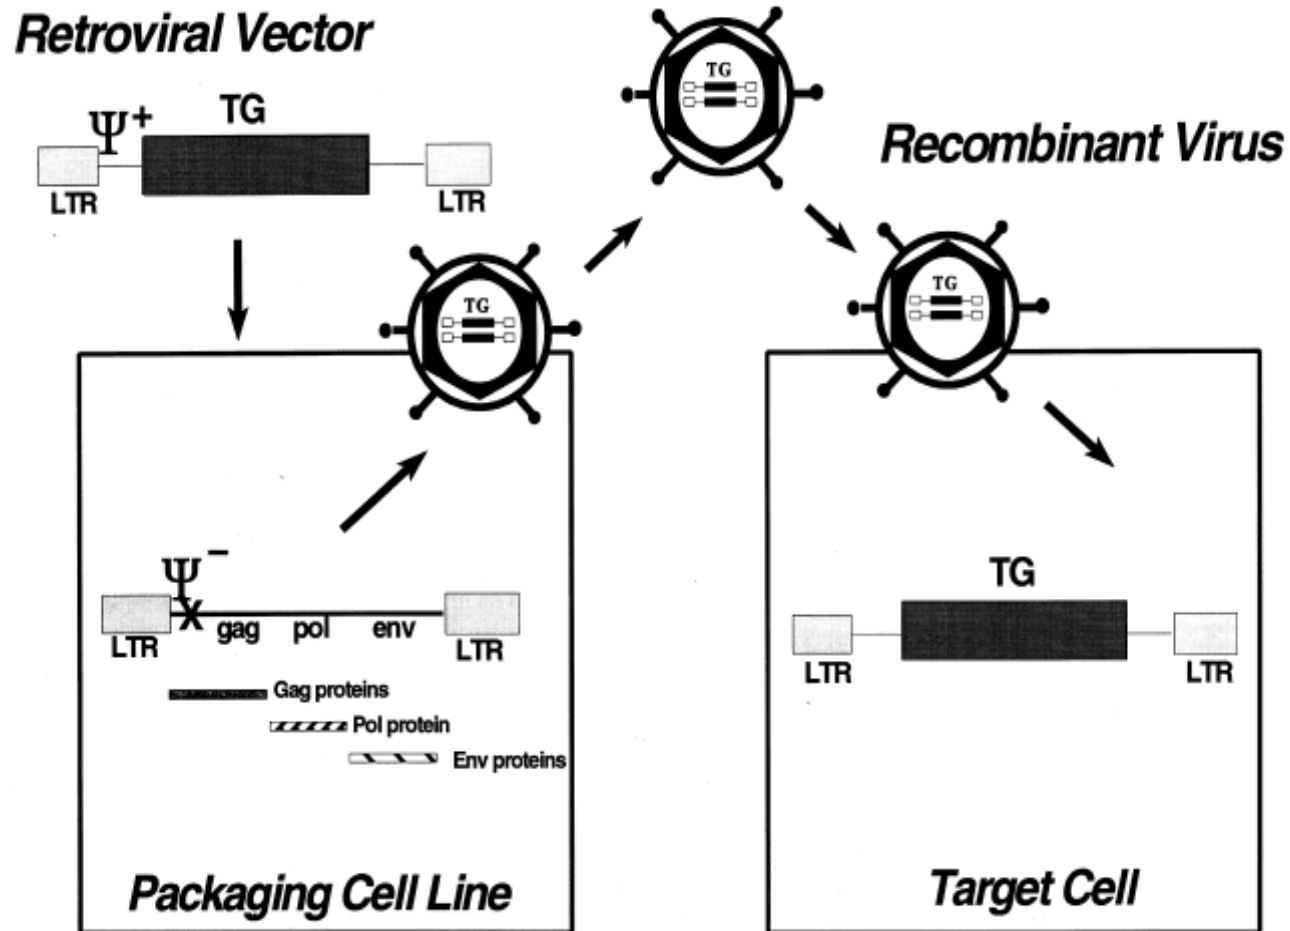 Retroviral Vector
Ψ+
TG
LTR
LTR
TG
Recombinant Virus
TG
TG
Ψ−
X
LTR
gag
pol
env
LTR
Gag proteins
Pol protein
Env proteins
Packaging Cell Line
TG
LTR
LTR
Target Cell